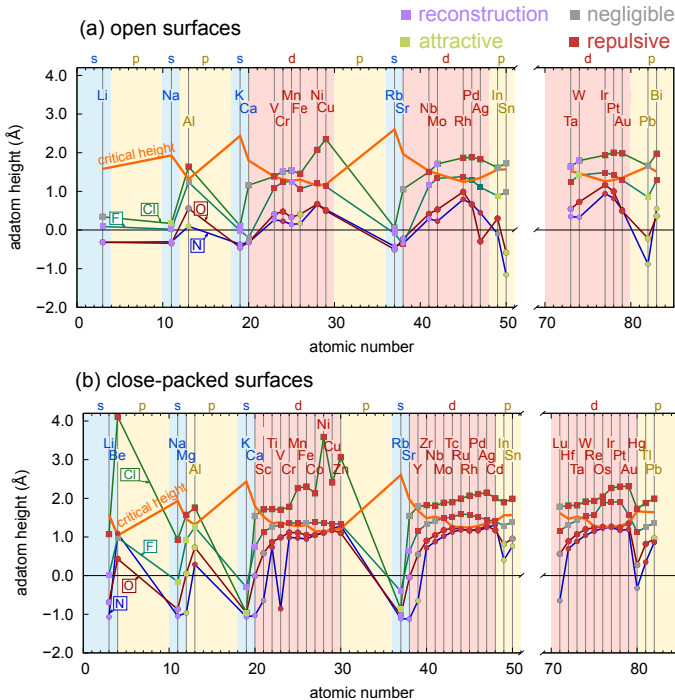 reconstruction negligible
attractive repulsive
(a) open surfaces
s p s p s d p s d p d p
Li Na Al K Ca V Cr Mn Fe Ni Cu Rb Sr Nb Mo Rh Pd Ag In Sn Ta W Ir Pt Au Pb Bi
critical height
F Cl O N
adatom height (Å)
4.0
3.0
2.0
1.0
0.0
−1.0
−2.0
0 10 20 30 40 50 70 80
atomic number
(b) close-packed surfaces
s p s p s d p s d p d p
Li Be Na Mg Al K Ca Sc Ti V Cr Mn Fe Co Ni Cu Zn Rb Sr Y Zr Nb Mo Tc Ru Rh Pd Ag Cd In Sn Lu Hf Ta W Re Os Ir Pt Au Hg Tl Pb
critical height
Cl F O N
adatom height (Å)
4.0
3.0
2.0
1.0
0.0
−1.0
−2.0
0 10 20 30 40 50 70 80
atomic number